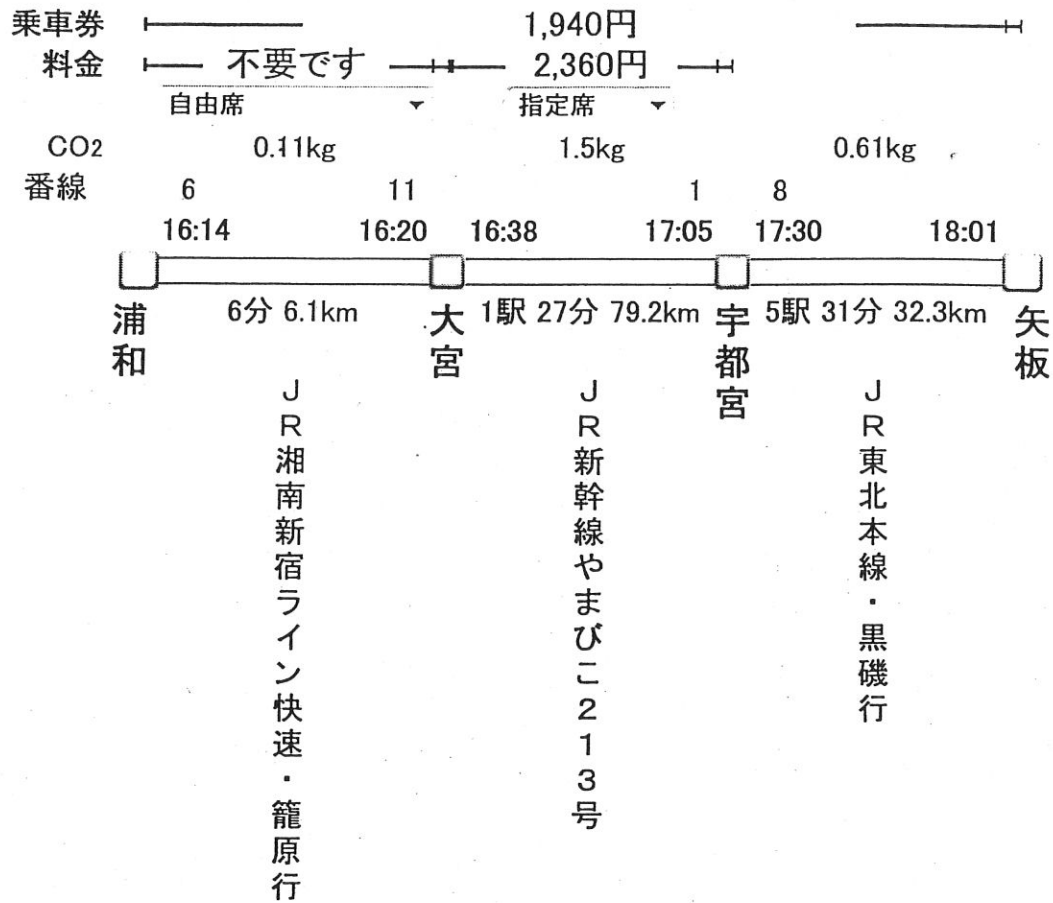 乗車券 1,940円
料金 不要です 2,360円
自由席 指定席
CO2 0.11kg 1.5kg 0.61kg
番線 6 11 1 8
16:14 16:20 16:38 17:05 17:30 18:01
6分 6.1km 1駅 27分 79.2km 5駅 31分 32.3km
浦和
大宮
宇都宮
矢板
JR湘南新宿ライン快速・籠原行
JR新幹線やまびこ213号
JR東北本線・黒磯行